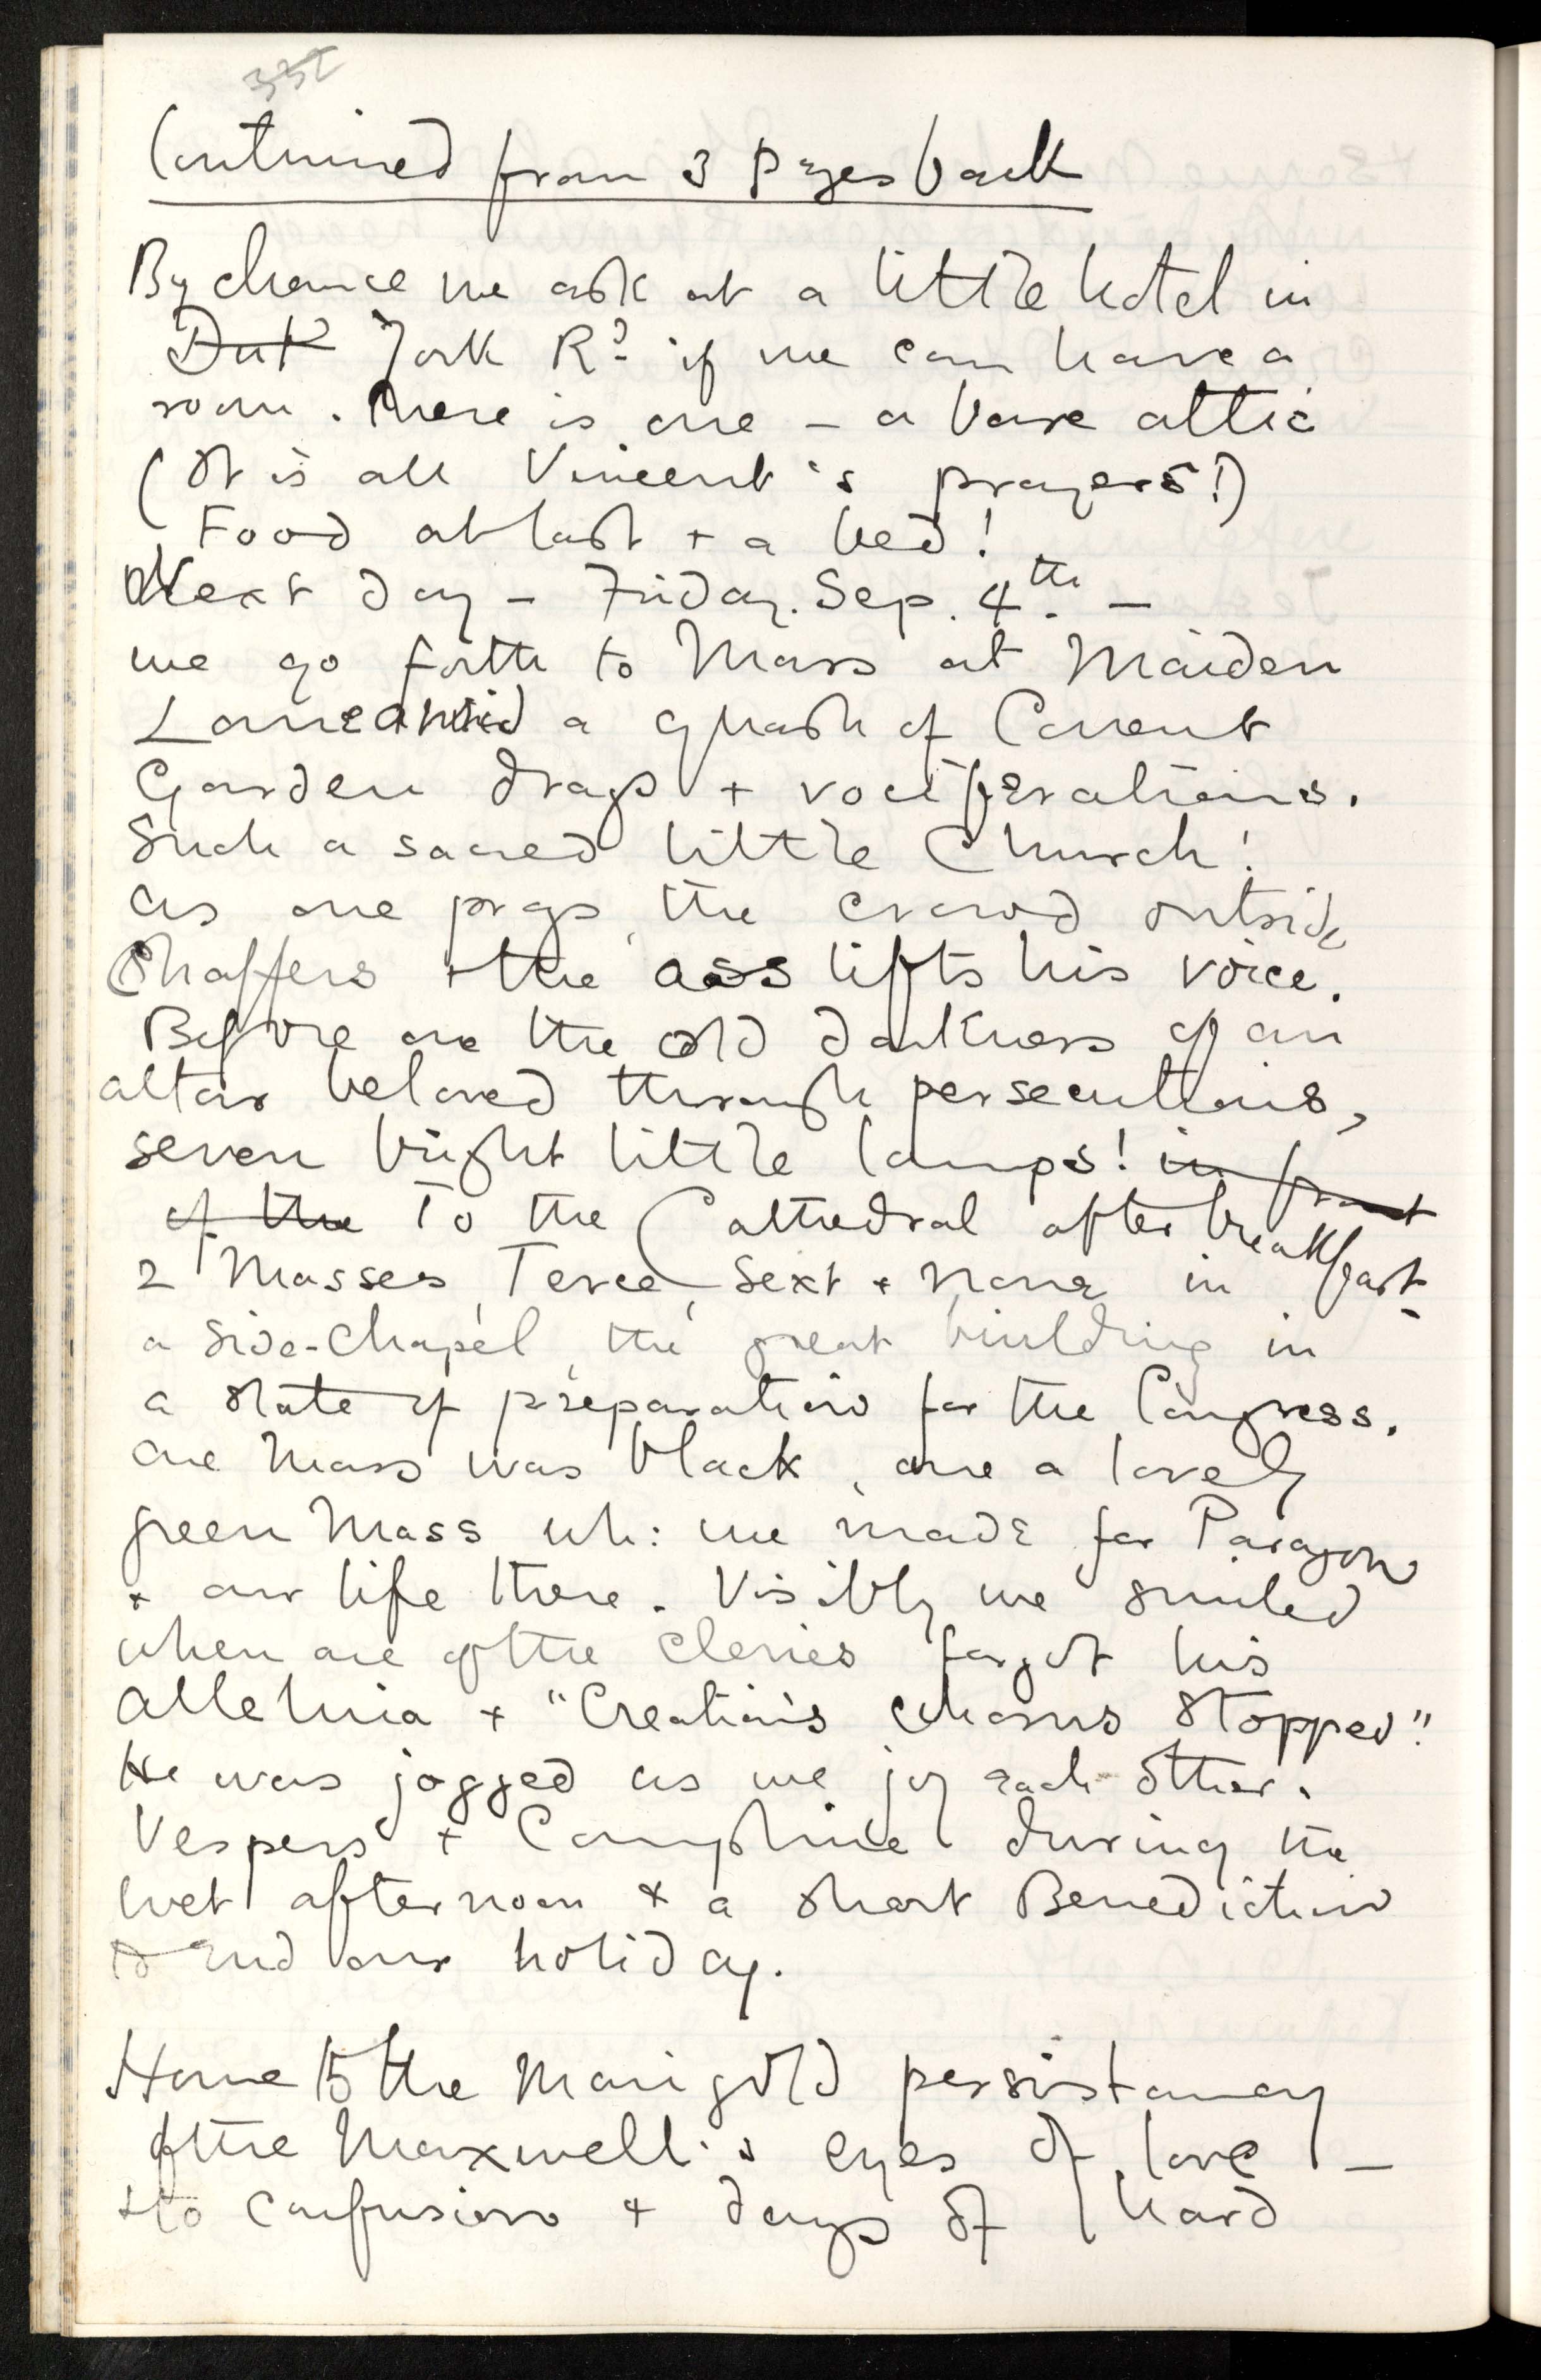 Continued from 3 pages back
By chance we ask at a little hotel in
Duk York Rd if we can have a
room. There is one – a bare attic
(It is all Vincent's prayers!)
Food at last + a bed!
Next day – Friday. Sep. 4th. –
we go forth to Mass at Maiden
Lane amid a quash of Covent
Garden drags + vociferations.
Such a sacred little Church!
As one prays, the crowd outside
Chaffers + the ass lifts his voice.
Before one the old darkness of an
altar beloved through persecutions,
seven bright little lamps! in front
of the To the Cathedral after breakfast.
2 Masses, Terce, Sext + None in
a side-chapel, the great building in
a state of preparation for the Congress.
One Mass was black, one a lovely
green Mass wh: we made for Paragon
+ our life there. Visibly we smiled
when one of the clerics forgot his
Alleluia + "Creation's chorus stopped"!
He was jogged as we jog each other.
Vespers + Compline during the
wet afternoon + a short Benediction
to end our holiday.
Home to the Marigold persistancy
of the Maxwell's eyes of love –
+ to confusion + days of hard